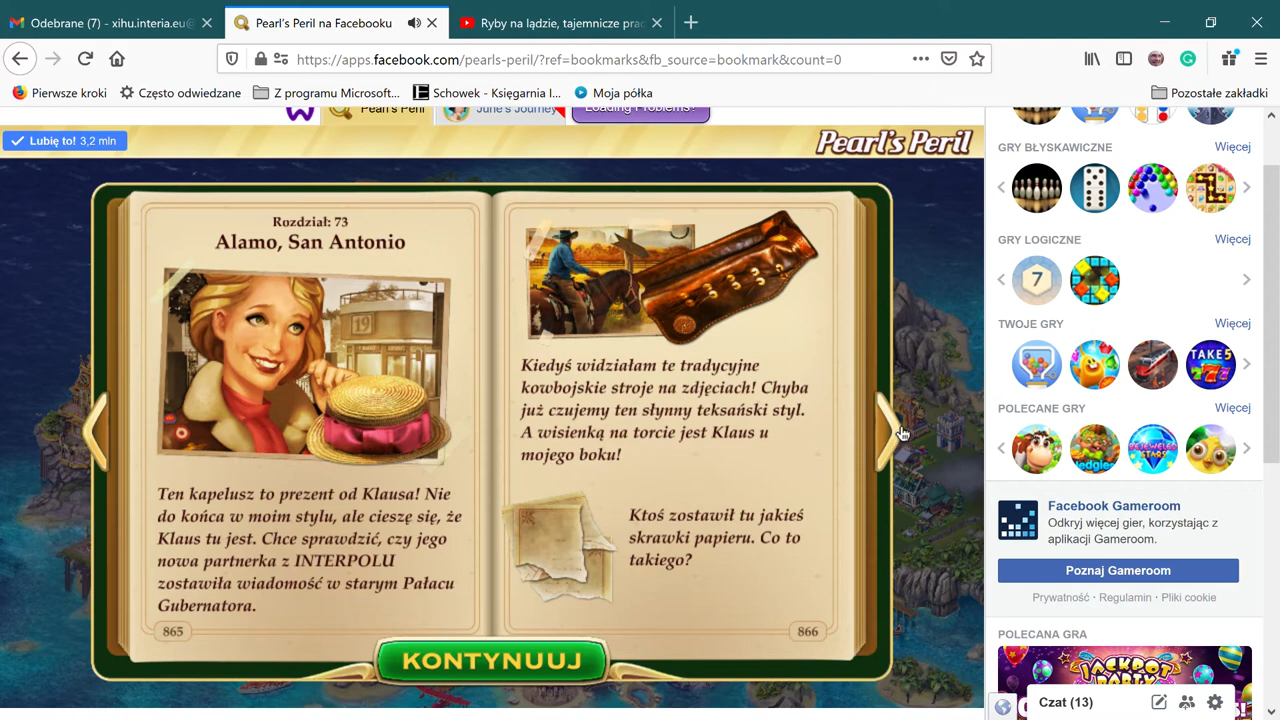 Odebrane (7) - xihu.interia.eu@
Pearl's Peril na Facebooku
Ryby na lądzie, tajemnicze prac
https://apps.facebook.com/pearls-peril/?ref=bookmarks&fb_source=bookmark&count=0
Pierwsze kroki
Często odwiedzane
Z programu Microsoft...
Schowek - Księgarnia I...
Moja półka
Pozostałe zakładki
Pearl's Peril
June's Journey
Loading Problems?
Lubię to! 3,2 mln
Pearl's Peril
Rozdział: 73
Alamo, San Antonio
19
Ten kapelusz to prezent od Klausa! Nie
do końca w moim stylu, ale cieszę się, że
Klaus tu jest. Chce sprawdzić, czy jego
nowa partnerka z INTERPOLU
zostawiła wiadomość w starym Pałacu
Gubernatora.
865
Kiedyś widziałam te tradycyjne
kowbojskie stroje na zdjęciach! Chyba
już czujemy ten słynny teksański styl.
A wisienką na torcie jest Klaus u
mojego boku!
Ktoś zostawił tu jakieś
skrawki papieru. Co to
takiego?
866
KONTYNUUJ
GRY BŁYSKAWICZNE
Więcej
GRY LOGICZNE
Więcej
7
TWOJE GRY
Więcej
TAKE5
777
POLECANE GRY
Więcej
Facebook Gameroom
Odkryj więcej gier, korzystając z
aplikacji Gameroom.
Poznaj Gameroom
Prywatność · Regulamin · Pliki cookie
POLECANA GRA
JACKPOT
PARTY
Czat (13)